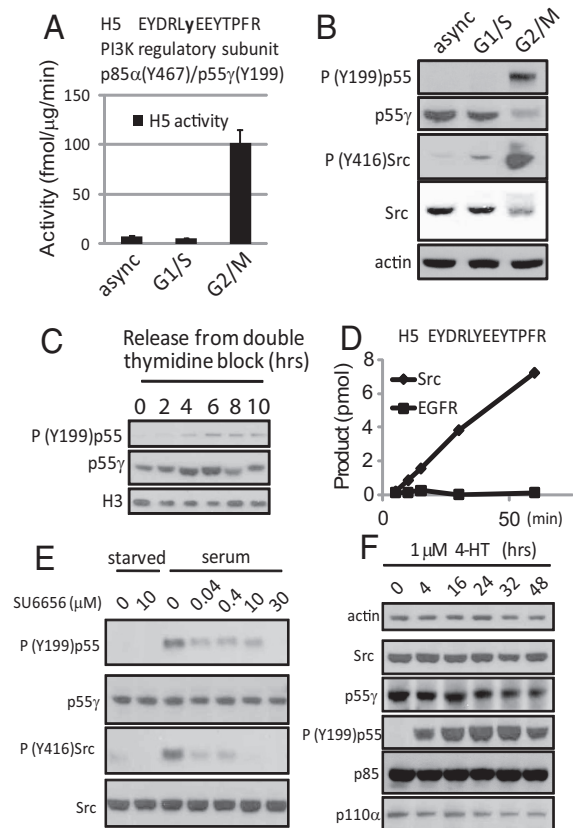 A
H5 EYDRLyEEYTPFR
PI3K regulatory subunit
p85α(Y467)/p55γ(Y199)
Activity (fmol/μg/min)
150
100
50
0
H5 activity
async
G1/S
G2/M
B
async
G1/S
G2/M
P (Y199)p55
p55γ
P (Y416)Src
Src
actin
C
Release from double
thymidine block (hrs)
0 2 4 6 8 10
P (Y199)p55
p55γ
H3
D
H5 EYDRLYEEYTPFR
Product (pmol)
8
6
4
2
0
Src
EGFR
0 50 (min)
E
starved serum
SU6656 (μM) 0 10 0 0.04 0.4 10 30
P (Y199)p55
p55γ
P (Y416)Src
Src
F
1 μM 4-HT (hrs)
0 4 16 24 32 48
actin
Src
p55γ
P (Y199)p55
p85
p110α